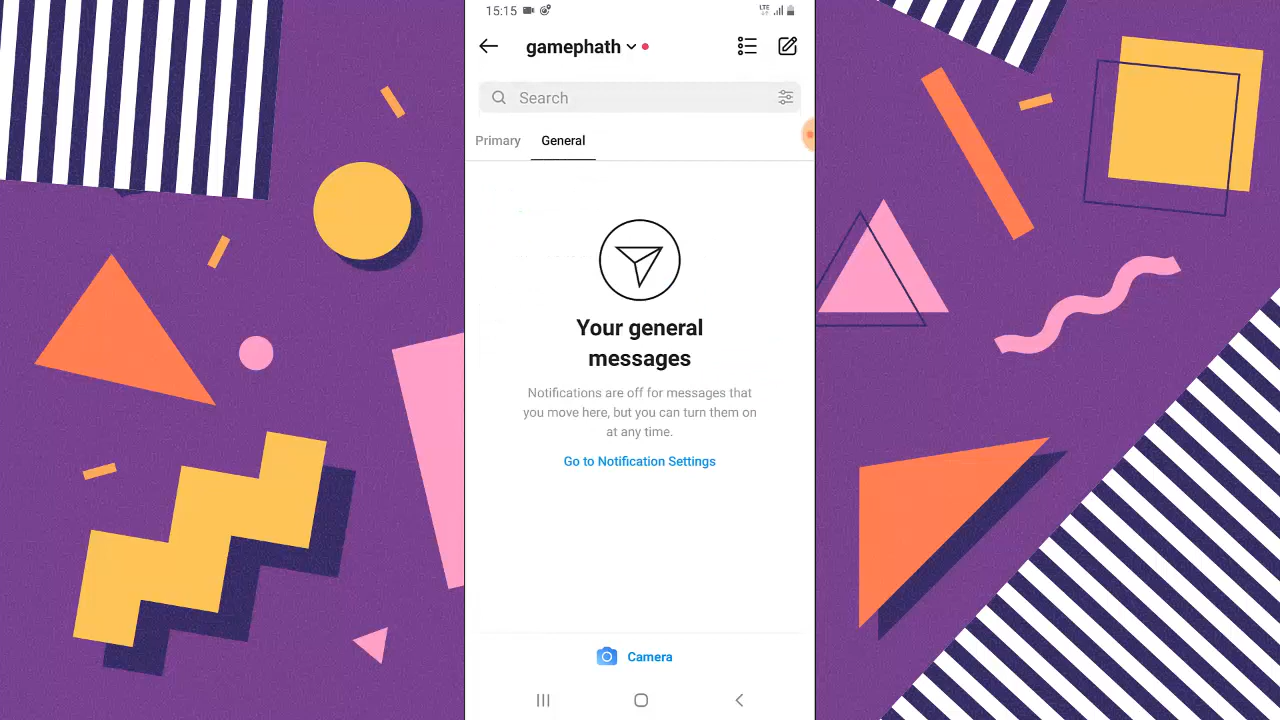 15:15
LTE
gamephath
Search
Primary General
Your general
messages
Notifications are off for messages that
you move here, but you can turn them on
at any time.
Go to Notification Settings
Camera